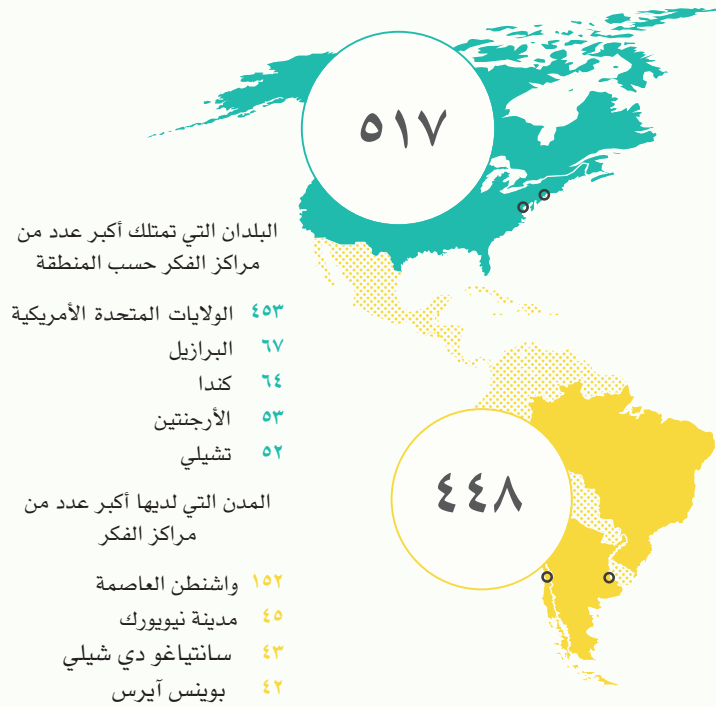 ٥١٧
البلدان التي تمتلك أكبر عدد من
مراكز الفكر حسب المنطقة
٤٥٣ الولايات المتحدة الأمريكية
٦٧ البرازيل
٦٤ كندا
٥٣ الأرجنتين
٥٢ تشيلي
٤٤٨
المدن التي لديها أكبر عدد من
مراكز الفكر
١٥٢ واشنطن العاصمة
٤٥ مدينة نيويورك
٤٣ سانتياغو دي شيلي
٤٢ بوينس آيرس